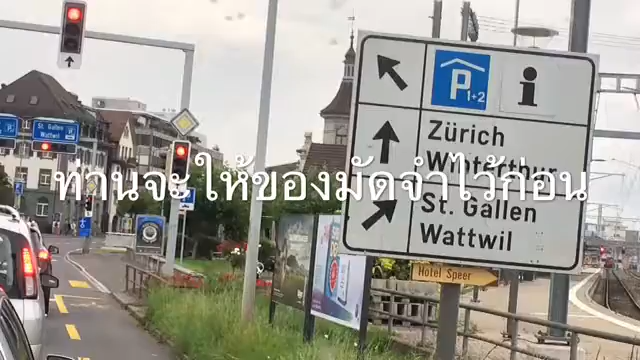 P 1+2 i
Zürich
Winterthur
St. Gallen
Wattwil
Hotel Speer
St. Gallen
Wattwil
ท่านจะให้ของมัดจำไว้ก่อน